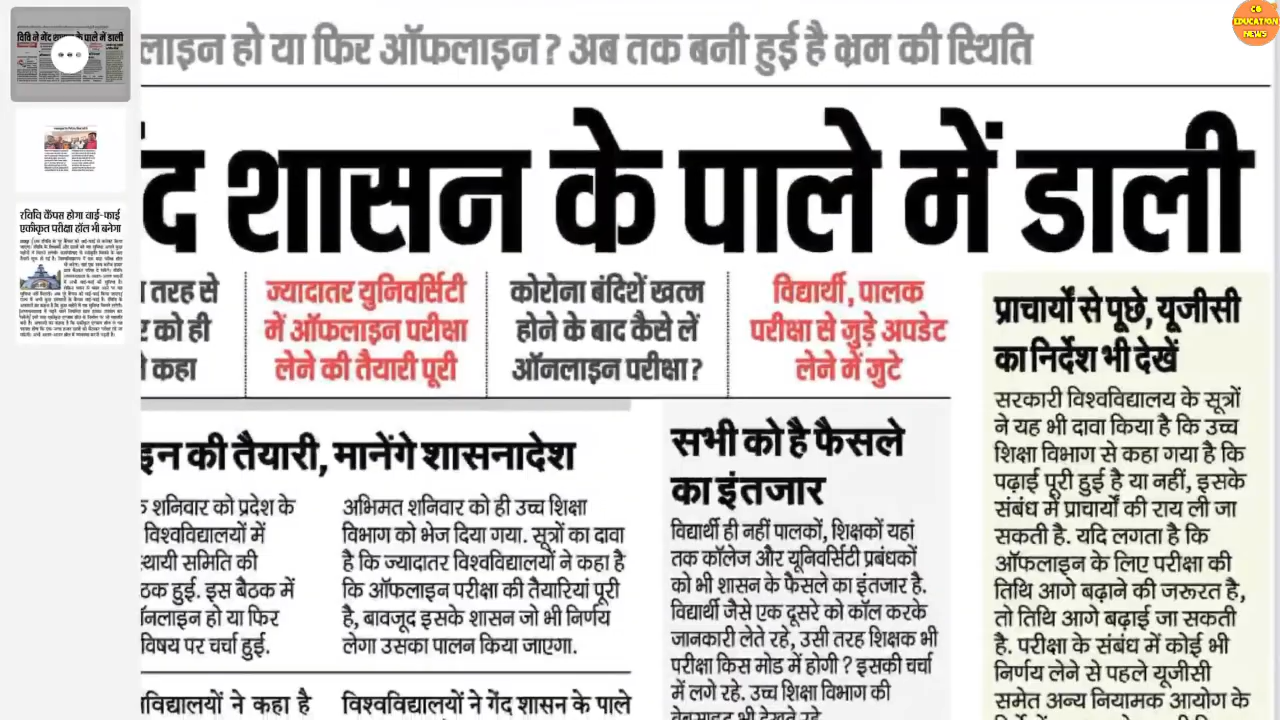 CG
EDUCATION
NEWS
विवि ने गेंद शासन के पाले में डाली
रविवि कैंपस होगा वाई-फाई
एकीकृत परीक्षा हॉल भी बनेगा
लाइन हो या फिर ऑफलाइन? अब तक बनी हुई है भ्रम की स्थिति
शासन के पाले में डाली
तरह से
को ही
कहा
ज्यादातर युनिवर्सिटी
में ऑफलाइन परीक्षा
लेने की तैयारी पूरी
कोरोना बंदिशें खत्म
होने के बाद कैसे लें
ऑनलाइन परीक्षा?
विद्यार्थी, पालक
परीक्षा से जुड़े अपडेट
लेने में जुटे
इन की तैयारी, मानेंगे शासनादेश
शनिवार को प्रदेश के
विश्वविद्यालयों में
स्थायी समिति की
ठक हुई. इस बैठक में
नलाइन हो या फिर
विषय पर चर्चा हुई.
विद्यालयों ने कहा है
अभिमत शनिवार को ही उच्च शिक्षा
विभाग को भेज दिया गया. सूत्रों का दावा
है कि ज्यादातर विश्वविद्यालयों ने कहा है
कि ऑफलाइन परीक्षा की तैयारियां पूरी
है, बावजूद इसके शासन जो भी निर्णय
लेगा उसका पालन किया जाएगा.
विश्वविद्यालयों ने गेंद शासन के पाले
सभी को है फैसले
का इंतजार
विद्यार्थी ही नहीं पालकों, शिक्षकों यहां
तक कॉलेज और यूनिवर्सिटी प्रबंधकों
को भी शासन के फैसले का इंतजार है.
विद्यार्थी जैसे एक दूसरे को कॉल करके
जानकारी लेते रहे, उसी तरह शिक्षक भी
परीक्षा किस मोड में होगी ? इसकी चर्चा
में लगे रहे. उच्च शिक्षा विभाग की
वेबसाइट भी देखते रहे.
प्राचार्यों से पूछे, यूजीसी
का निर्देश भी देखें
सरकारी विश्वविद्यालय के सूत्रों
ने यह भी दावा किया है कि उच्च
शिक्षा विभाग से कहा गया है कि
पढ़ाई पूरी हुई है या नहीं, इसके
संबंध में प्राचार्यों की राय ली जा
सकती है. यदि लगता है कि
ऑफलाइन के लिए परीक्षा की
तिथि आगे बढ़ाने की जरूरत है,
तो तिथि आगे बढ़ाई जा सकती
है. परीक्षा के संबंध में कोई भी
निर्णय लेने से पहले यूजीसी
समेत अन्य नियामक आयोग के